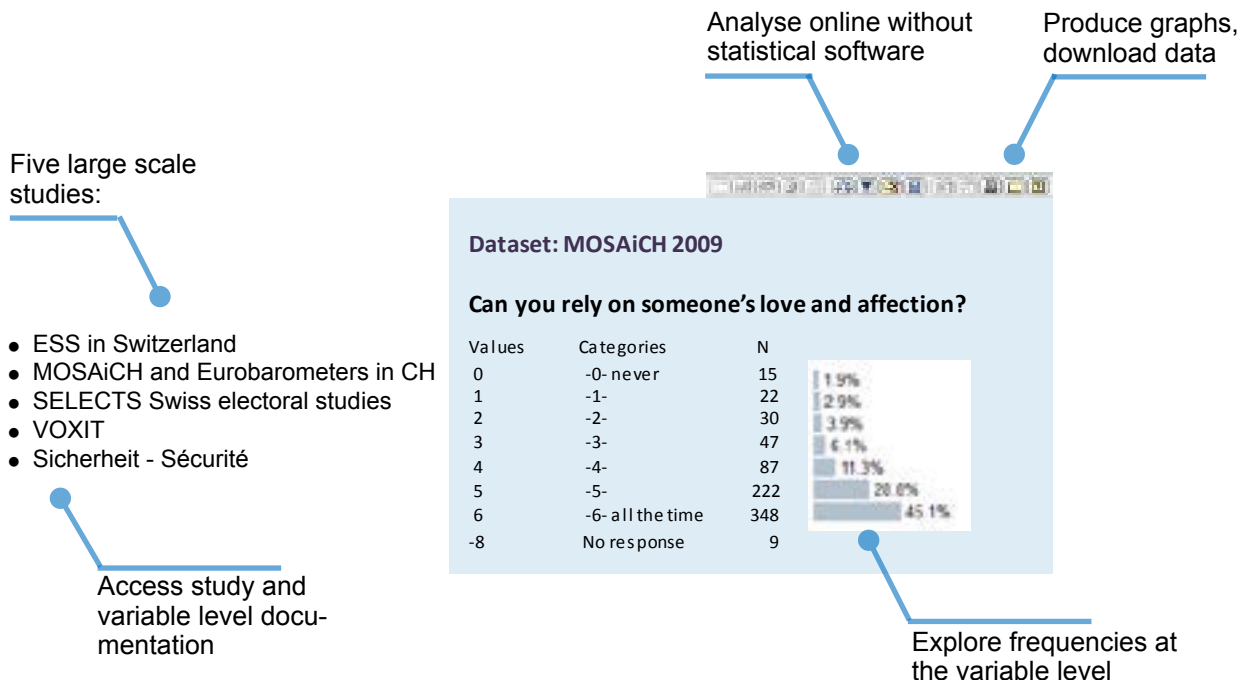 Analyse online without
statistical software
Produce graphs,
download data
Five large scale
studies:
Dataset: MOSAiCH 2009
Can you rely on someone's love and affection?
Values Categories N
0 -0- never 15 1.9%
1 -1- 22 2.9%
2 -2- 30 3.9%
3 -3- 47 6.1%
4 -4- 87 11.3%
5 -5- 222 28.8%
6 -6- all the time 348 45.1%
-8 No response 9
• ESS in Switzerland
• MOSAiCH and Eurobarometers in CH
• SELECTS Swiss electoral studies
• VOXIT
• Sicherheit - Sécurité
Access study and
variable level docu-
mentation
Explore frequencies at
the variable level